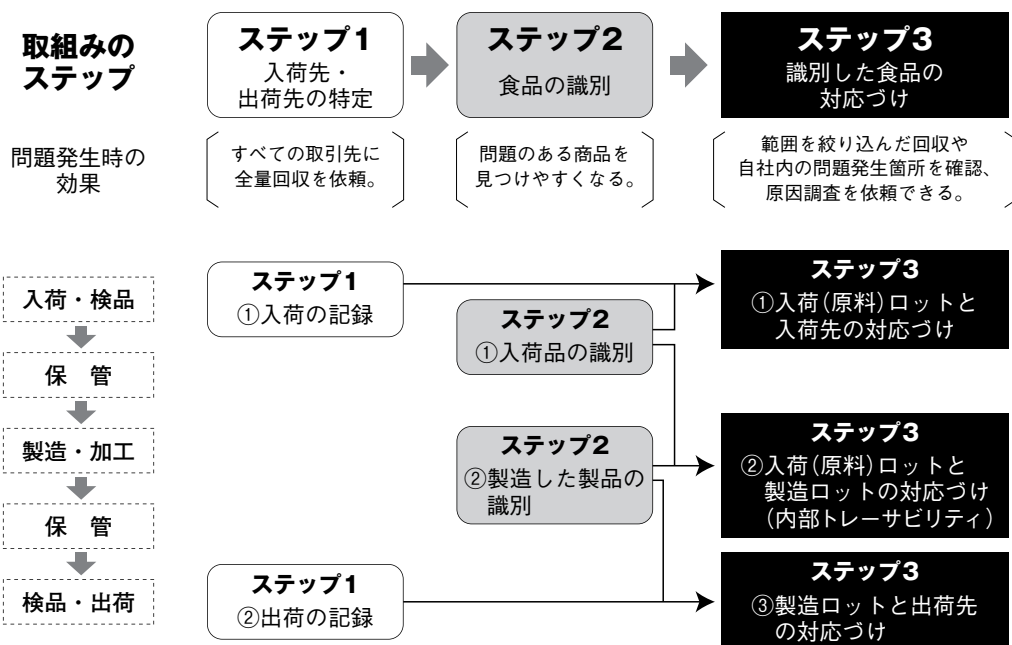 取組みの
ステップ
ステップ1
入荷先・
出荷先の特定
ステップ2
食品の識別
ステップ3
識別した食品の
対応づけ
問題発生時の
効果
すべての取引先に
全量回収を依頼。
問題のある商品を
見つけやすくなる。
範囲を絞り込んだ回収や
自社内の問題発生箇所を確認、
原因調査を依頼できる。
入荷・検品
保 管
製造・加工
保 管
検品・出荷
ステップ1
①入荷の記録
ステップ2
①入荷品の識別
ステップ3
①入荷(原料)ロットと
入荷先の対応づけ
ステップ2
②製造した製品の
識別
ステップ3
②入荷(原料)ロットと
製造ロットの対応づけ
(内部トレーサビリティ)
ステップ1
②出荷の記録
ステップ3
③製造ロットと出荷先
の対応づけ